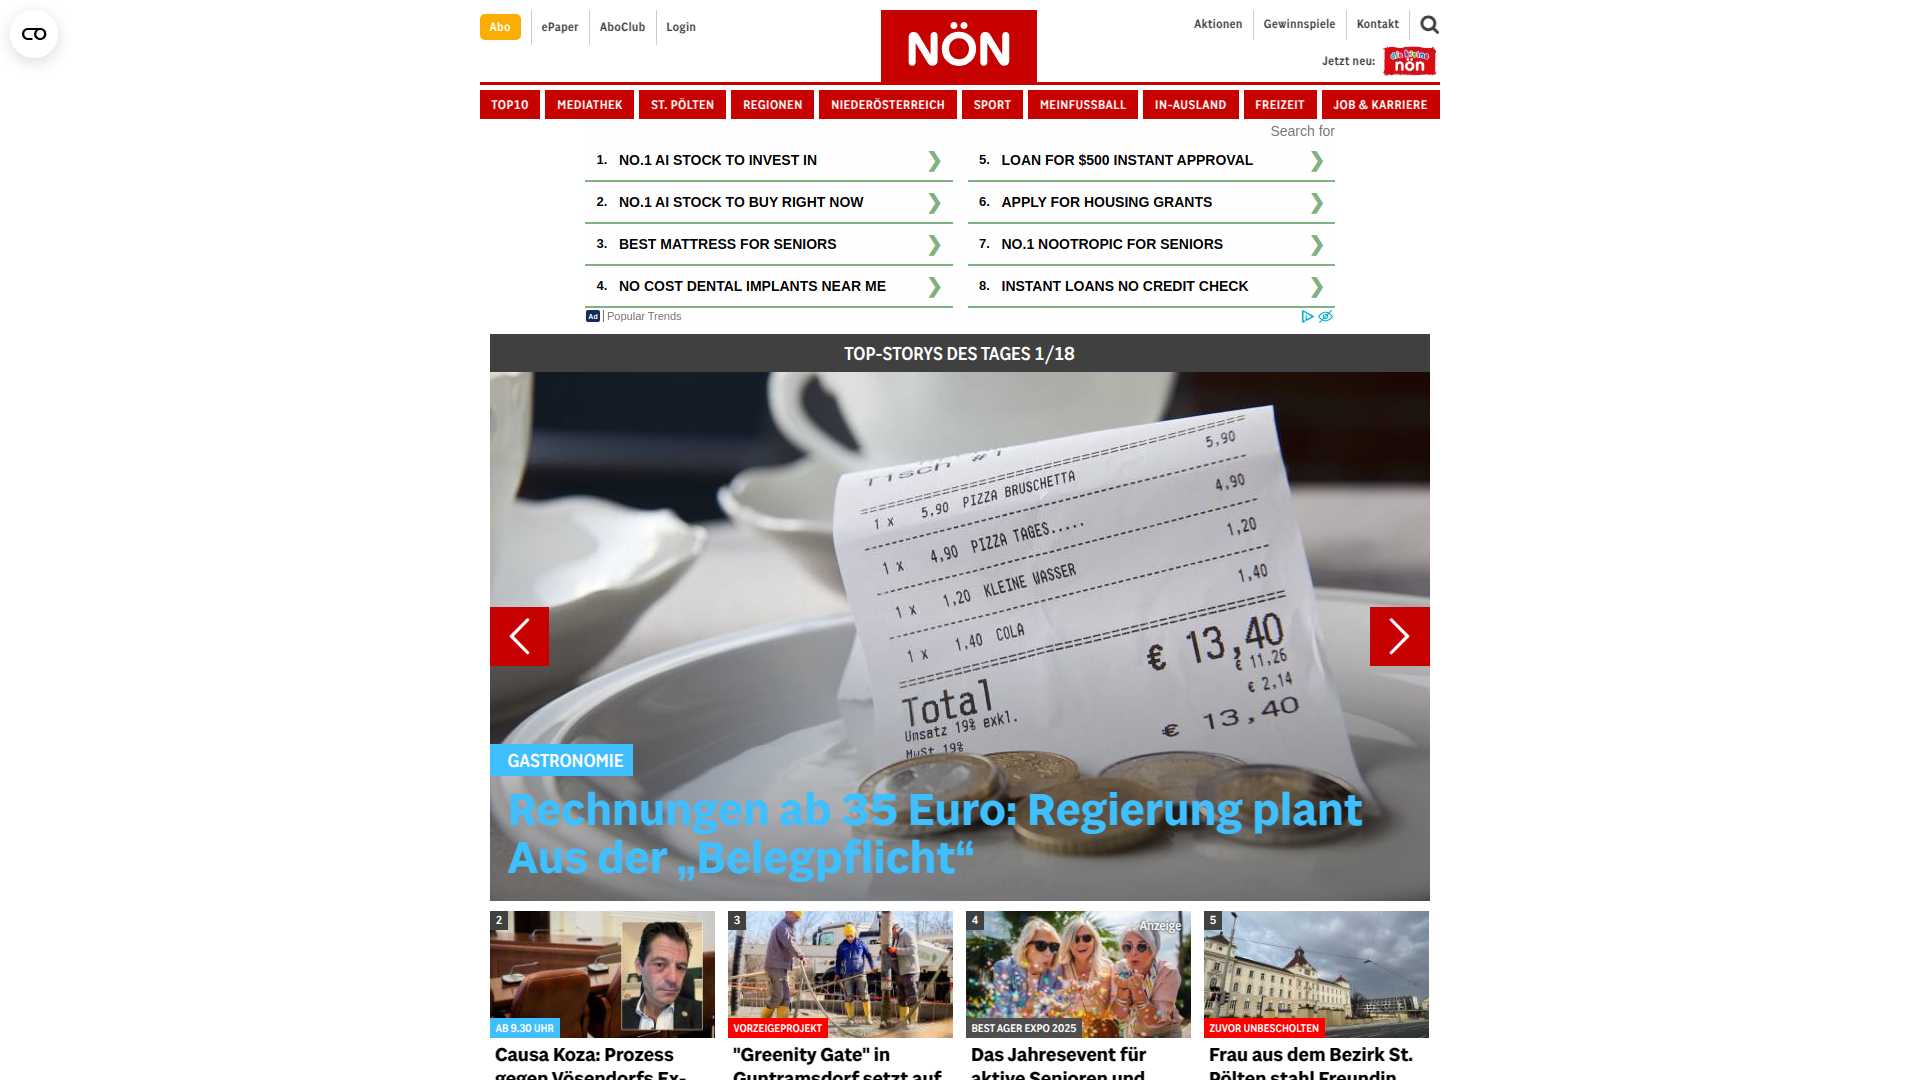 Abo
ePaper
AboClub
Login
NÖN
Aktionen
Gewinnspiele
Kontakt
Jetzt neu:
die kleine
nön
TOP10
MEDIATHEK
ST. PÖLTEN
REGIONEN
NIEDERÖSTERREICH
SPORT
MEINFUSSBALL
IN-AUSLAND
FREIZEIT
JOB & KARRIERE
Search for
1. NO.1 AI STOCK TO INVEST IN
2. NO.1 AI STOCK TO BUY RIGHT NOW
3. BEST MATTRESS FOR SENIORS
4. NO COST DENTAL IMPLANTS NEAR ME
5. LOAN FOR $500 INSTANT APPROVAL
6. APPLY FOR HOUSING GRANTS
7. NO.1 NOOTROPIC FOR SENIORS
8. INSTANT LOANS NO CREDIT CHECK
Ad | Popular Trends
TOP-STORYS DES TAGES 1/18
Tisch #1
1 x 5,90 PIZZA BRUSCHETTA 5,90
1 x 4,90 PIZZA TAGES..... 4,90
1 x 1,20 KLEINE WASSER 1,20
1 x 1,40 COLA 1,40
Total € 13,40
Umsatz 19% exkl. € 11,26
MwSt 19% € 2,14
€ 13,40
GASTRONOMIE
Rechnungen ab 35 Euro: Regierung plant
Aus der „Belegpflicht“
2
AB 9.30 UHR
Causa Koza: Prozess
gegen Vösendorfs Ex-
3
VORZEIGEPROJEKT
"Greenity Gate" in
Guntramsdorf setzt auf
4
Anzeige
BEST AGER EXPO 2025
Das Jahresevent für
aktive Senioren und
5
ZUVOR UNBESCHOLTEN
Frau aus dem Bezirk St.
Pölten stahl Freundin